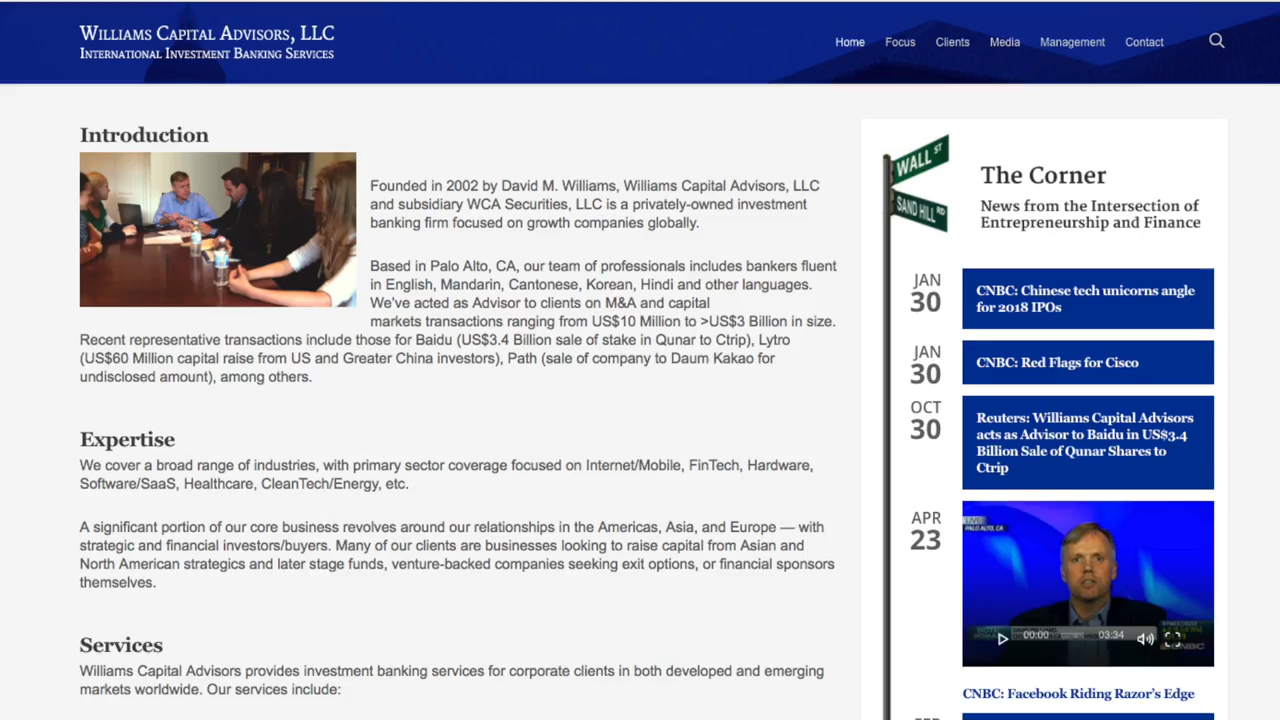 WILLIAMS CAPITAL ADVISORS, LLC
INTERNATIONAL INVESTMENT BANKING SERVICES
Home Focus Clients Media Management Contact
Introduction
Founded in 2002 by David M. Williams, Williams Capital Advisors, LLC
and subsidiary WCA Securities, LLC is a privately-owned investment
banking firm focused on growth companies globally.
Based in Palo Alto, CA, our team of professionals includes bankers fluent
in English, Mandarin, Cantonese, Korean, Hindi and other languages.
We've acted as Advisor to clients on M&A and capital
markets transactions ranging from US$10 Million to >US$3 Billion in size.
Recent representative transactions include those for Baidu (US$3.4 Billion sale of stake in Qunar to Ctrip), Lytro
(US$60 Million capital raise from US and Greater China investors), Path (sale of company to Daum Kakao for
undisclosed amount), among others.
Expertise
We cover a broad range of industries, with primary sector coverage focused on Internet/Mobile, FinTech, Hardware,
Software/SaaS, Healthcare, CleanTech/Energy, etc.
A significant portion of our core business revolves around our relationships in the Americas, Asia, and Europe — with
strategic and financial investors/buyers. Many of our clients are businesses looking to raise capital from Asian and
North American strategics and later stage funds, venture-backed companies seeking exit options, or financial sponsors
themselves.
Services
Williams Capital Advisors provides investment banking services for corporate clients in both developed and emerging
markets worldwide. Our services include:
WALL ST
SAND HILL RD
The Corner
News from the Intersection of
Entrepreneurship and Finance
JAN
30
CNBC: Chinese tech unicorns angle
for 2018 IPOs
JAN
30
CNBC: Red Flags for Cisco
OCT
30
Reuters: Williams Capital Advisors
acts as Advisor to Baidu in US$3.4
Billion Sale of Qunar Shares to
Ctrip
APR
23
LIVE
PALO ALTO, CA
00:00 03:34
CNBC: Facebook Riding Razor's Edge